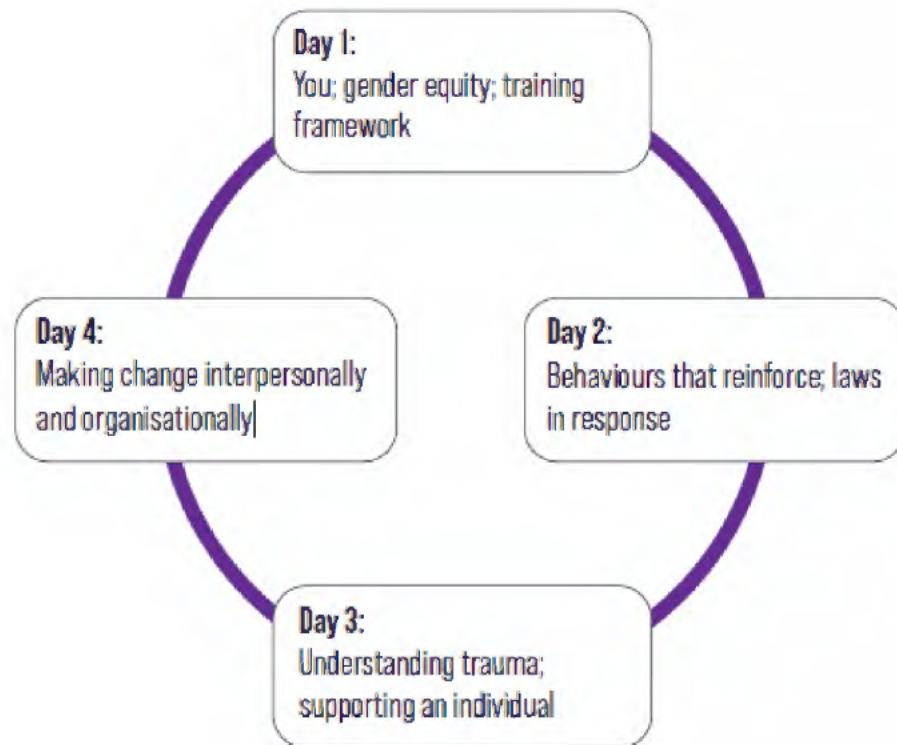 Day 1:
You; gender equity; training
framework
Day 2:
Behaviours that reinforce; laws
in response
Day 3:
Understanding trauma;
supporting an individual
Day 4:
Making change interpersonally
and organisationally